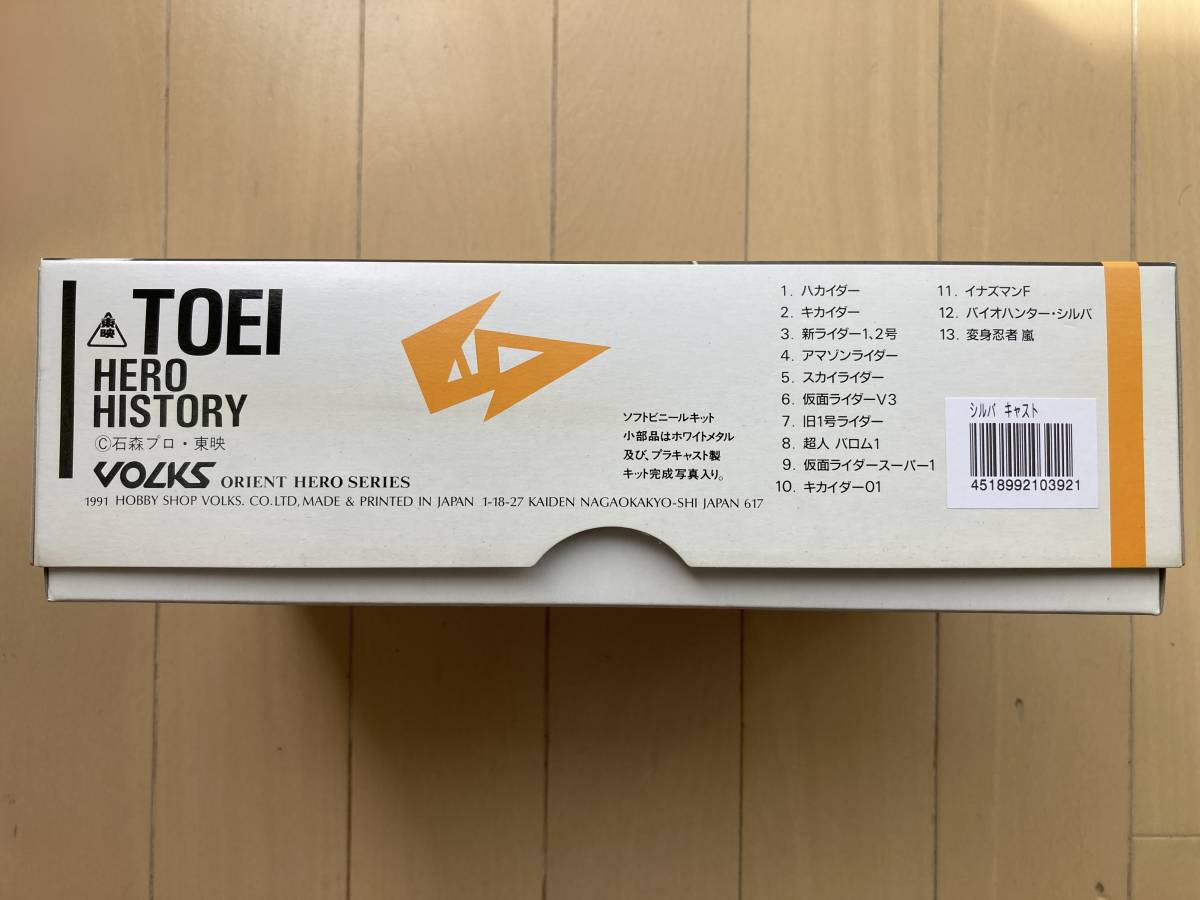 東映
TOEI
HERO
HISTORY
©石森プロ・東映
VOLKS ORIENT HERO SERIES
1991 HOBBY SHOP VOLKS. CO.LTD, MADE & PRINTED IN JAPAN 1-18-27 KAIDEN NAGAOKAKYO-SHI JAPAN 617
ソフトビニールキット
小部品はホワイトメタル
及び、プラキャスト製
キット完成写真入り。
1. ハカイダー
2. キカイダー
3. 新ライダー1、2号
4. アマゾンライダー
5. スカイライダー
6. 仮面ライダーV3
7. 旧1号ライダー
8. 超人 バロム1
9. 仮面ライダースーパー1
10. キカイダー01
11. イナズマンF
12. バイオハンター・シルバ
13. 変身忍者 嵐
シルバ キャスト
4518992103921